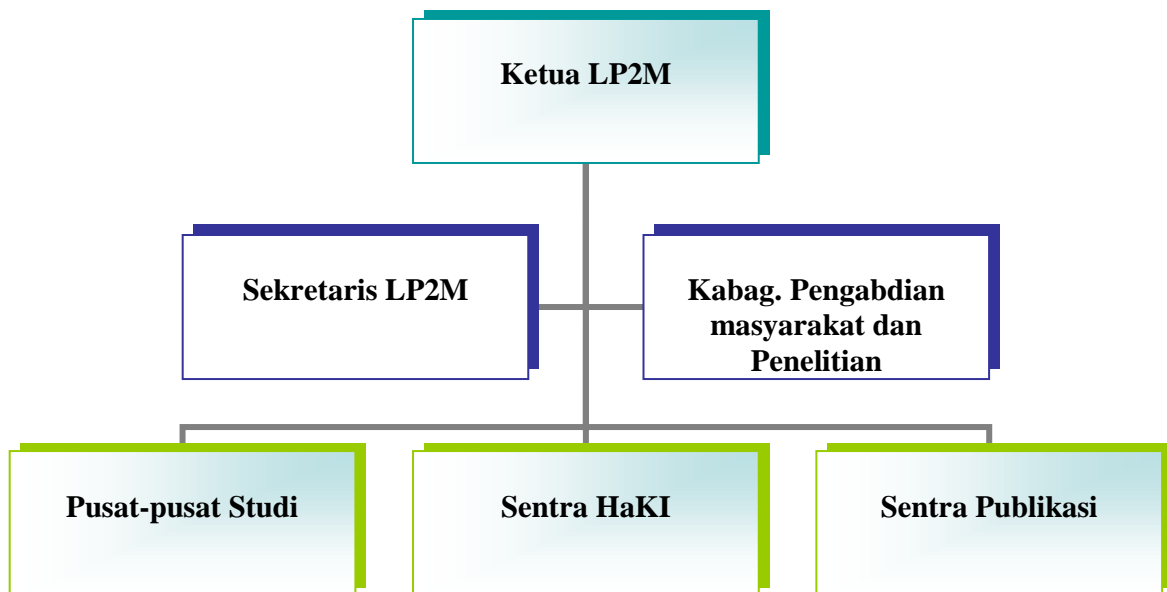 Ketua LP2M
Sekretaris LP2M
Kabag. Pengabdian
masyarakat dan
Penelitian
Pusat-pusat Studi
Sentra HaKI
Sentra Publikasi